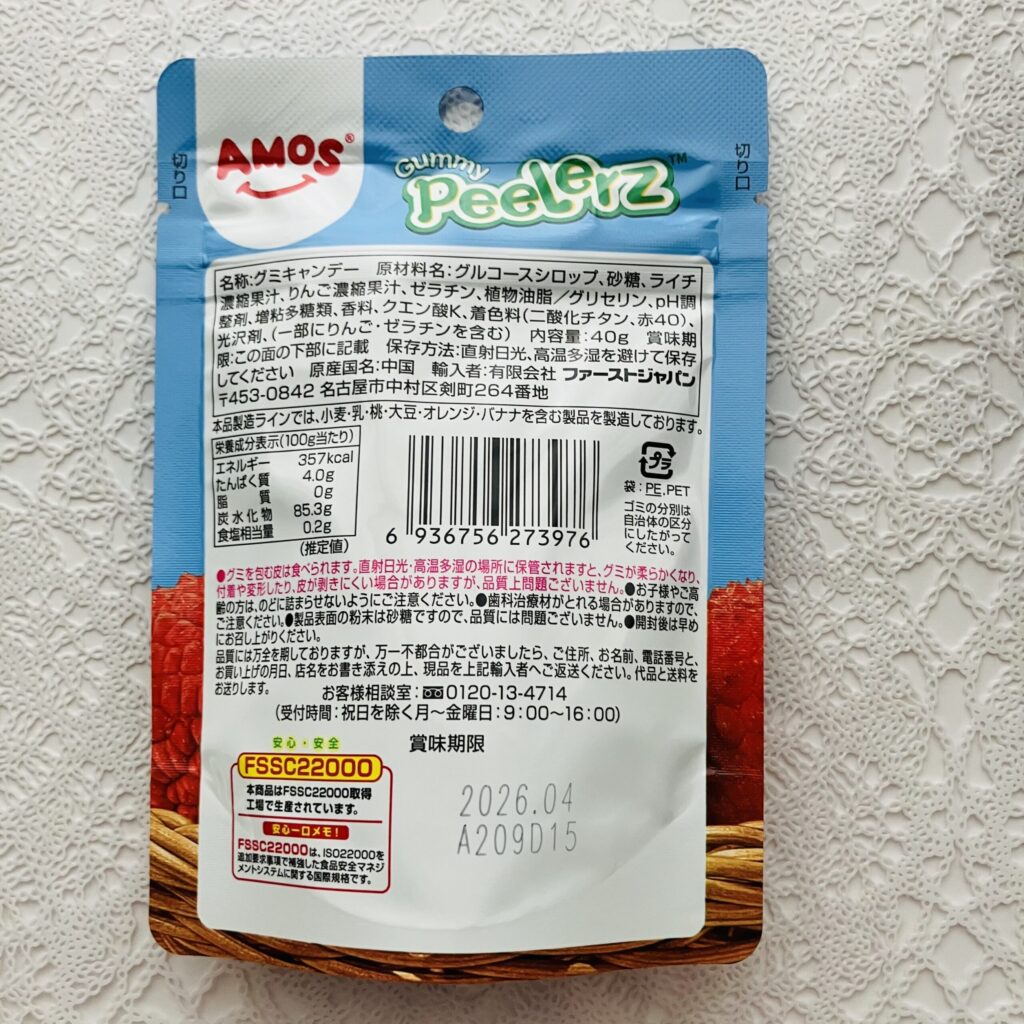 AMOS®
Gummy
Peelerz™
切り口
切り口
名称:グミキャンデー 原材料名:グルコースシロップ、砂糖、ライチ
濃縮果汁、りんご濃縮果汁、ゼラチン、植物油脂／グリセリン、pH調
整剤、増粘多糖類、香料、クエン酸K、着色料(二酸化チタン、赤40)、
光沢剤、(一部にりんご・ゼラチンを含む) 内容量:40g 賞味期
限:この面の下部に記載 保存方法:直射日光、高温多湿を避けて保存
してください 原産国名:中国 輸入者:有限会社 ファーストジャパン
〒453-0842 名古屋市中村区剣町264番地
本品製造ラインでは、小麦・乳・桃・大豆・オレンジ・バナナを含む製品を製造しております。
栄養成分表示(100g当たり)
エネルギー 357kcal
たんぱく質 4.0g
脂質 0g
炭水化物 85.3g
食塩相当量 0.2g
(推定値)
6 936756 273976
プラ
袋:PE,PET
ゴミの分別は
自治体の区分
にしたがって
ください。
●グミを包む皮は食べられます。直射日光・高温多湿の場所に保管されますと、グミが柔らかくなり、
付着や変形したり、皮が剥きにくい場合がありますが、品質上問題ございません。●お子様やご高
齢の方は、のどに詰まらせないようにご注意ください。●歯科治療材がとれる場合がありますので、
ご注意ください。●製品表面の粉末は砂糖ですので、品質には問題ございません。●開封後は早め
にお召し上がりください。
品質には万全を期しておりますが、万一不都合がございましたら、ご住所、お名前、電話番号と、
お買い上げの月日、店名をお書き添えの上、現品を上記輸入者へご返送ください。代品と送料を
お送りします。
お客様相談室:0120-13-4714
(受付時間:祝日を除く月～金曜日:9:00～16:00)
安心・安全
FSSC22000
本商品はFSSC22000取得
工場で生産されています。
安心一口メモ!
FSSC22000は、ISO22000を
追加要求事項で補強した食品安全マネジ
メントシステムに関する国際規格です。
賞味期限
2026.04
A209D15